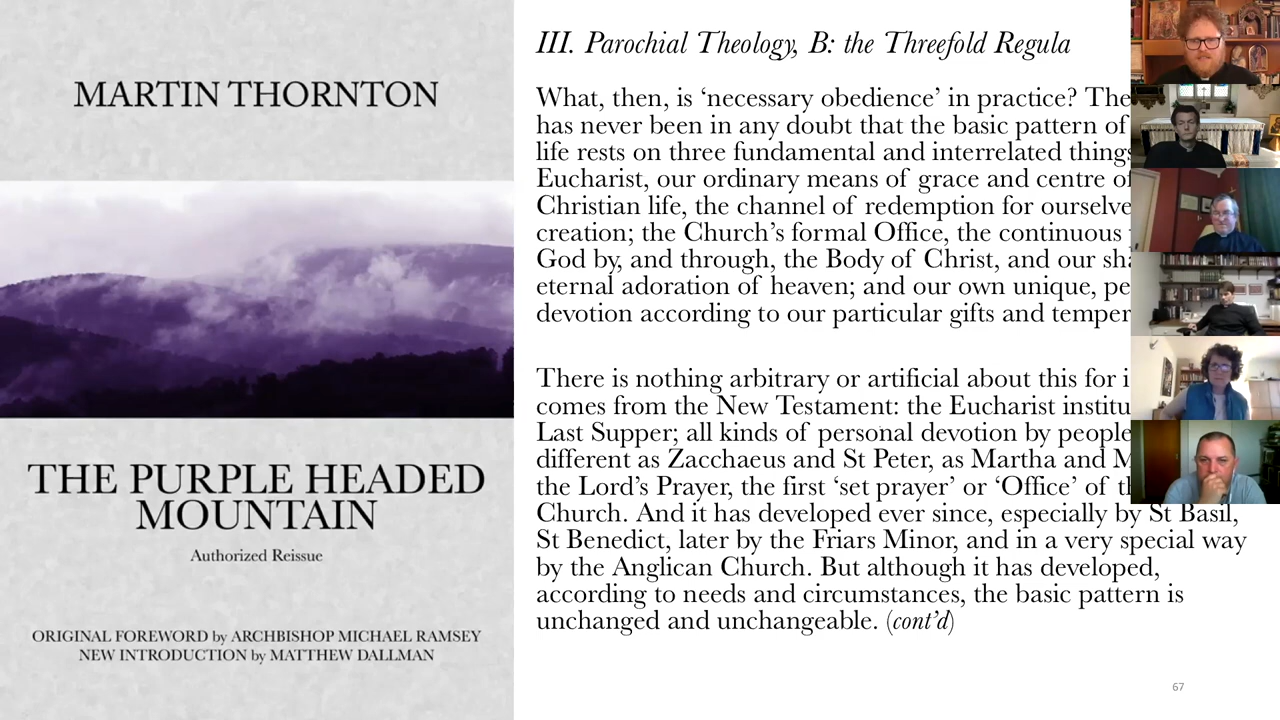 MARTIN THORNTON
THE PURPLE HEADED
MOUNTAIN
Authorized Reissue
ORIGINAL FOREWORD by ARCHBISHOP MICHAEL RAMSEY
NEW INTRODUCTION by MATTHEW DALLMAN
III. Parochial Theology, B: the Threefold Regula
What, then, is ‘necessary obedience’ in practice? The
has never been in any doubt that the basic pattern of
life rests on three fundamental and interrelated things
Eucharist, our ordinary means of grace and centre of
Christian life, the channel of redemption for ourselve
creation; the Church’s formal Office, the continuous
God by, and through, the Body of Christ, and our sha
eternal adoration of heaven; and our own unique, pe
devotion according to our particular gifts and temper
There is nothing arbitrary or artificial about this for i
comes from the New Testament: the Eucharist institu
Last Supper; all kinds of personal devotion by people
different as Zacchaeus and St Peter, as Martha and M
the Lord’s Prayer, the first ‘set prayer’ or ‘Office’ of th
Church. And it has developed ever since, especially by St Basil,
St Benedict, later by the Friars Minor, and in a very special way
by the Anglican Church. But although it has developed,
according to needs and circumstances, the basic pattern is
unchanged and unchangeable. (cont’d)
67